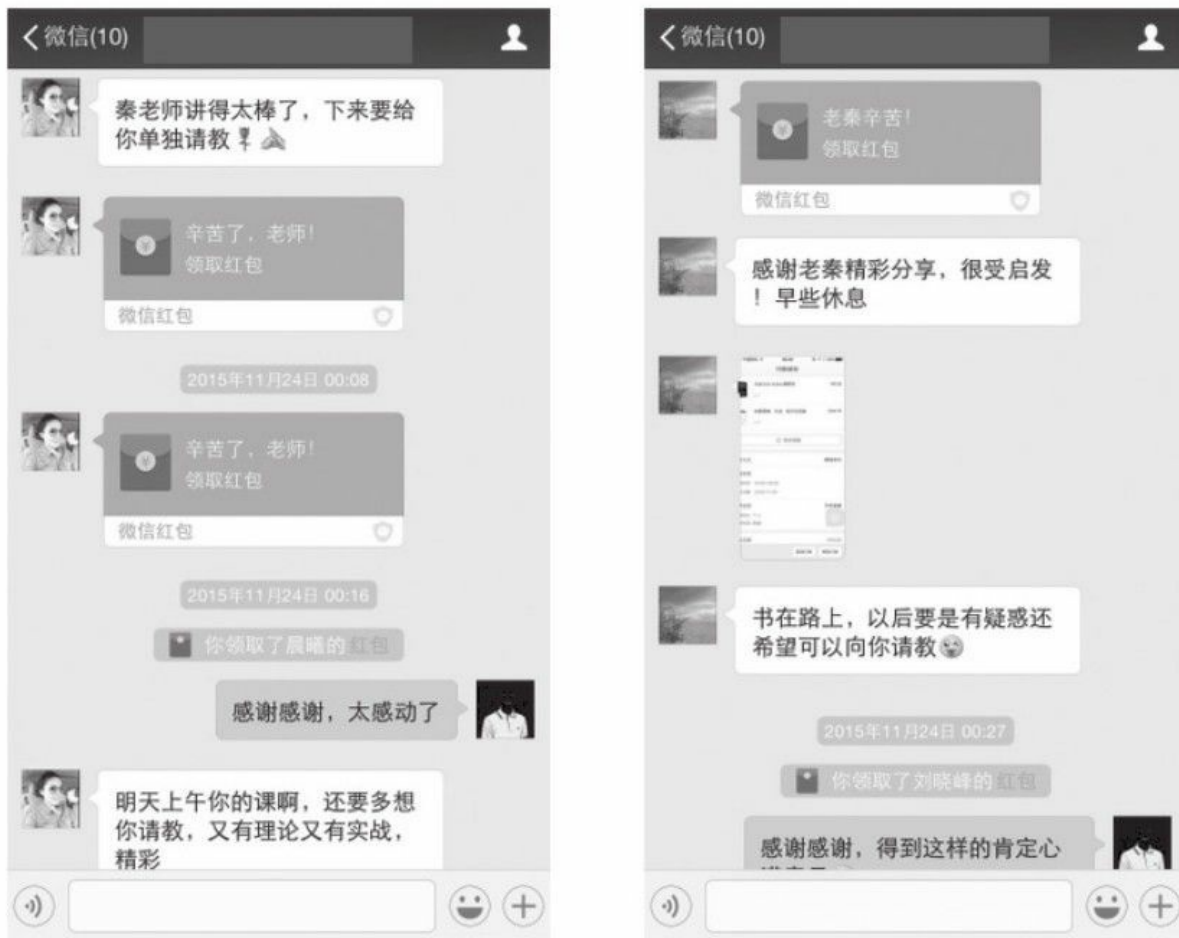 微信(10)
秦老师讲得太棒了，下来要给
你单独请教
辛苦了，老师！
领取红包
微信红包
2015年11月24日 00:08
辛苦了，老师！
领取红包
微信红包
2015年11月24日 00:16
你领取了晨曦的红包
感谢感谢，太感动了
明天上午你的课啊，还要多想
你请教，又有理论又有实战，
精彩
微信(10)
老秦辛苦！
领取红包
微信红包
感谢老秦精彩分享，很受启发
！早些休息
书在路上，以后要是有疑惑还
希望可以向你请教
2015年11月24日 00:27
你领取了刘晓峰的红包
感谢感谢，得到这样的肯定心